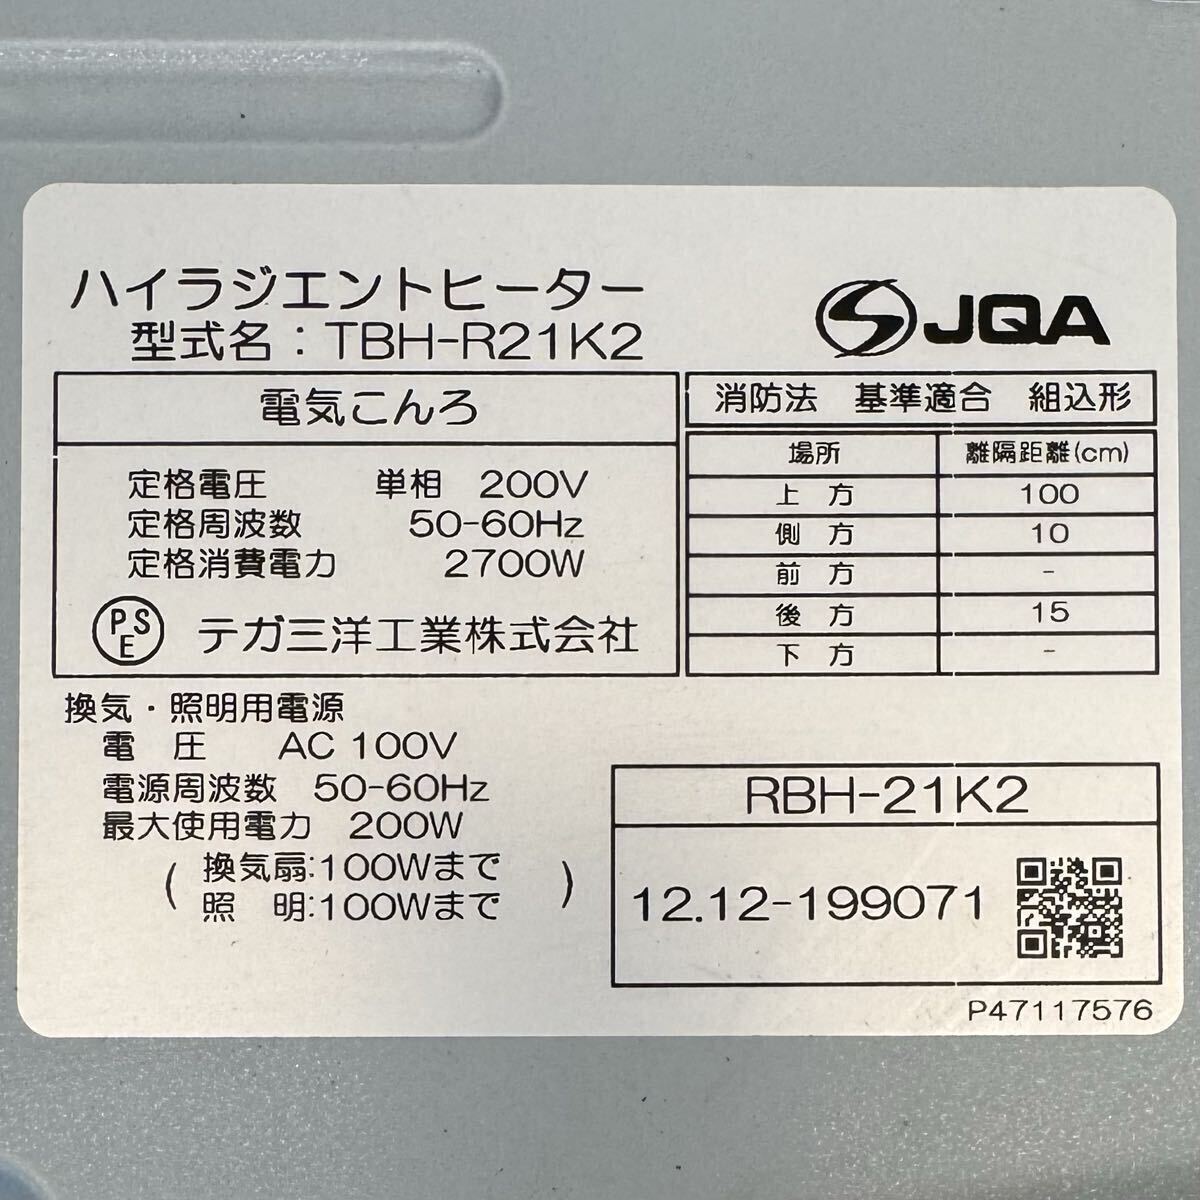 ハイラジエントヒーター
型式名：TBH-R21K2
JQA
電気こんろ
定格電圧 単相 200V
定格周波数 50-60Hz
定格消費電力 2700W
PSE テガ三洋工業株式会社
消防法 基準適合 組込形
場所 離隔距離(cm)
上方 100
側方 10
前方 -
後方 15
下方 -
換気・照明用電源
電圧 AC 100V
電源周波数 50-60Hz
最大使用電力 200W
(換気扇:100Wまで
照明:100Wまで)
RBH-21K2
12.12-199071
P47117576